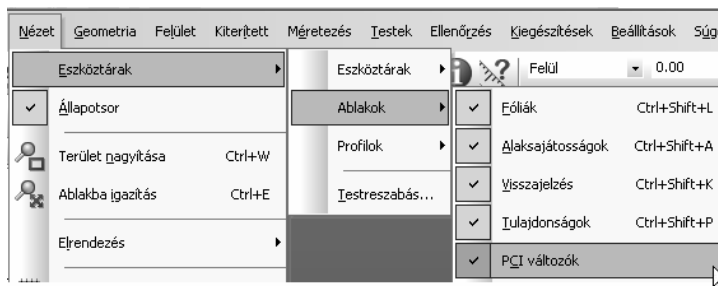 Nézet Geometria Felület Kiterített Méretezés Testek Ellenőrzés Kiegészítések Beállítások Súg
Eszköztárak
Állapotsor
Terület nagyítása Ctrl+W
Ablakba igazítás Ctrl+E
Elrendezés
Eszköztárak
Ablakok
Profilok
Testreszabás...
Felül 0.00
Fóliák Ctrl+Shift+L
Alaksajátosságok Ctrl+Shift+A
Visszajelzés Ctrl+Shift+K
Tulajdonságok Ctrl+Shift+P
PCI változók